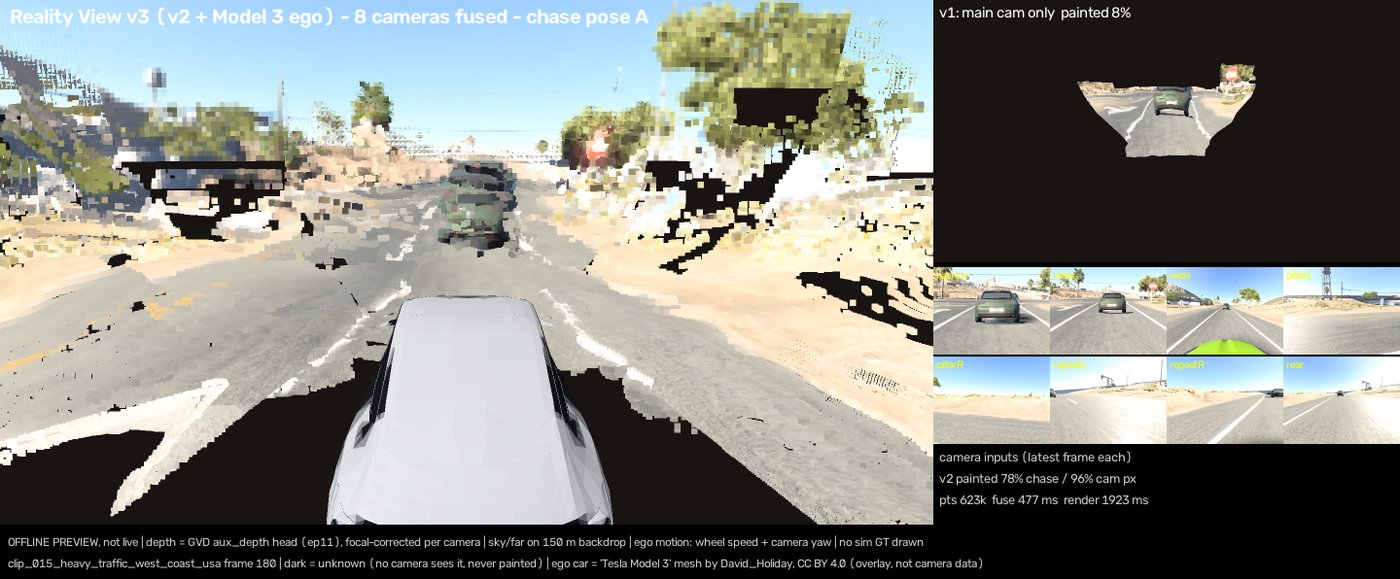 Reality View v3 (v2 + Model 3 ego) - 8 cameras fused - chase pose A
v1: main cam only painted 8%
wide
pillarL
pillarR
repeatL
repeatR
rear
camera inputs (latest frame each)
v2 painted 78% chase / 96% cam px
pts 623k fuse 477 ms render 1923 ms
OFFLINE PREVIEW, not live | depth = GVD aux_depth head (ep11), focal-corrected per camera | sky/far on 150 m backdrop | ego motion: wheel speed + camera yaw | no sim GT drawn
clip_015_heavy_traffic_west_coast_usa frame 180 | dark = unknown (no camera sees it, never painted) | ego car = 'Tesla Model 3' mesh by David_Holiday, CC BY 4.0 (overlay, not camera data)